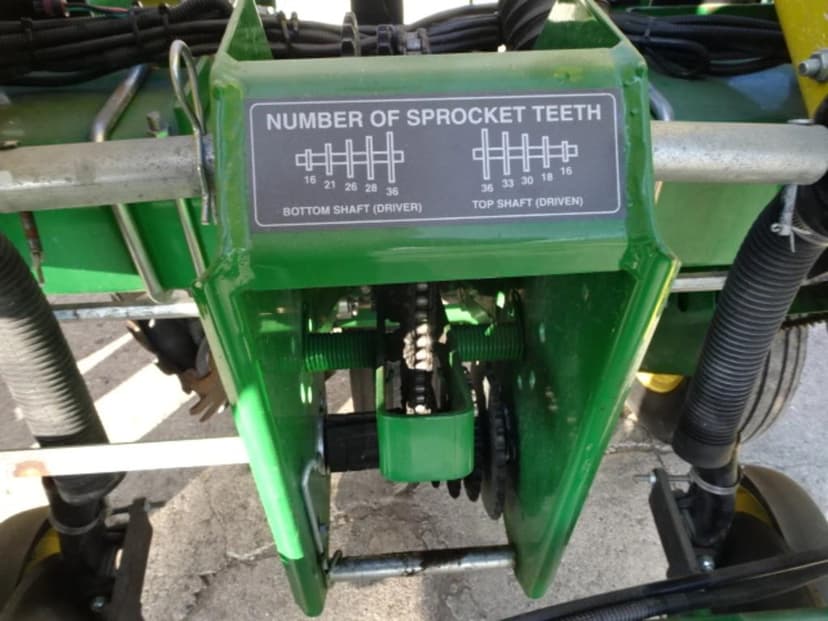 NUMBER OF SPROCKET TEETH
16 21 26 28 36
36 33 30 18 16
BOTTOM SHAFT (DRIVER)
TOP SHAFT (DRIVEN)